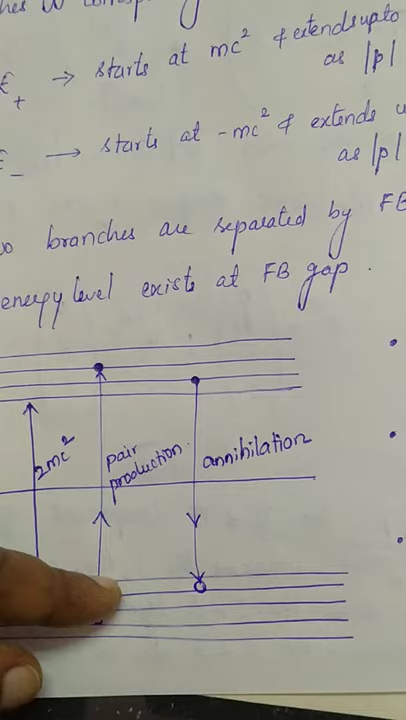 E₊ → starts at mc² & extends upto
as |p|
E₋ → starts at -mc² & extends
as |p|
branches are separated by FB
energy level exists at FB gap.
2mc²
pair production.
annihilation